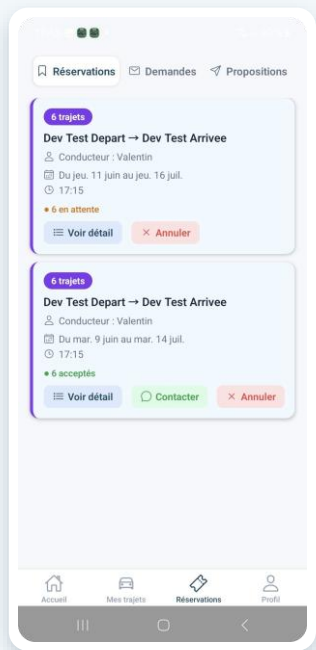 Réservations Demandes Propositions
6 trajets
Dev Test Depart → Dev Test Arrivee
Conducteur : Valentin
Du jeu. 11 juin au jeu. 16 juil.
17:15
• 6 en attente
Voir détail × Annuler
6 trajets
Dev Test Depart → Dev Test Arrivee
Conducteur : Valentin
Du mar. 9 juin au mar. 14 juil.
17:15
• 6 acceptés
Voir détail Contacter × Annuler
Accueil Mes trajets Réservations Profil